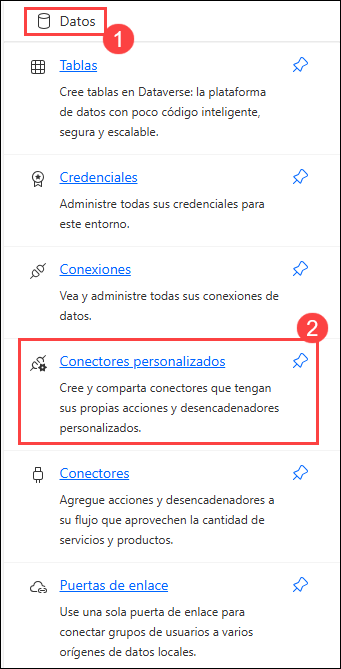 Datos
1
Tablas
Cree tablas en Dataverse: la plataforma
de datos con poco código inteligente,
segura y escalable.
Credenciales
Administre todas sus credenciales para
este entorno.
Conexiones
Vea y administre todas sus conexiones de
datos.
2
Conectores personalizados
Cree y comparta conectores que tengan
sus propias acciones y desencadenadores
personalizados.
Conectores
Agregue acciones y desencadenadores a
su flujo que aprovechen la cantidad de
servicios y productos.
Puertas de enlace
Use una sola puerta de enlace para
conectar grupos de usuarios a varios
orígenes de datos locales.